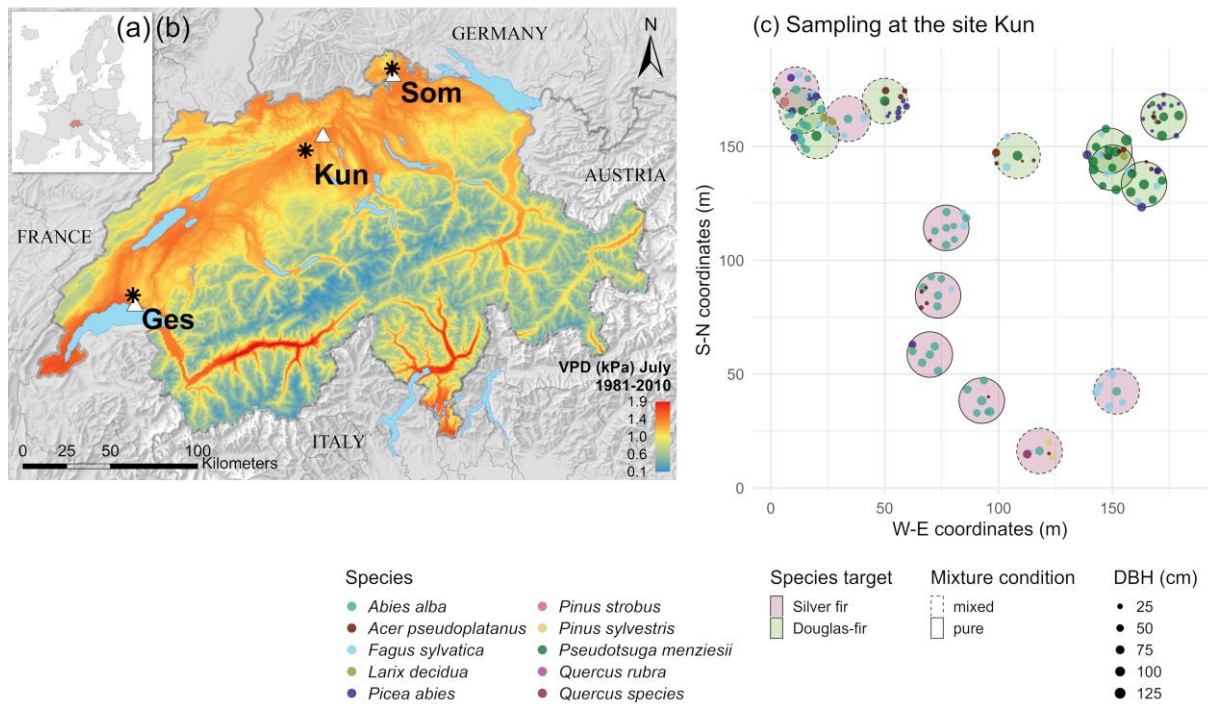 (a) (b)
GERMANY
N
Som
Kun
AUSTRIA
FRANCE
Ges
VPD (kPa) July
1981-2010
1.9
1.4
1.0
0.6
0.1
ITALY
0 25 50 100
Kilometers
(c) Sampling at the site Kun
S-N coordinates (m)
150
100
50
0
0 50 100 150
W-E coordinates (m)
Species
Abies alba
Acer pseudoplatanus
Fagus sylvatica
Larix decidua
Picea abies
Pinus strobus
Pinus sylvestris
Pseudotsuga menziesii
Quercus rubra
Quercus species
Species target
Silver fir
Douglas-fir
Mixture condition
mixed
pure
DBH (cm)
25
50
75
100
125